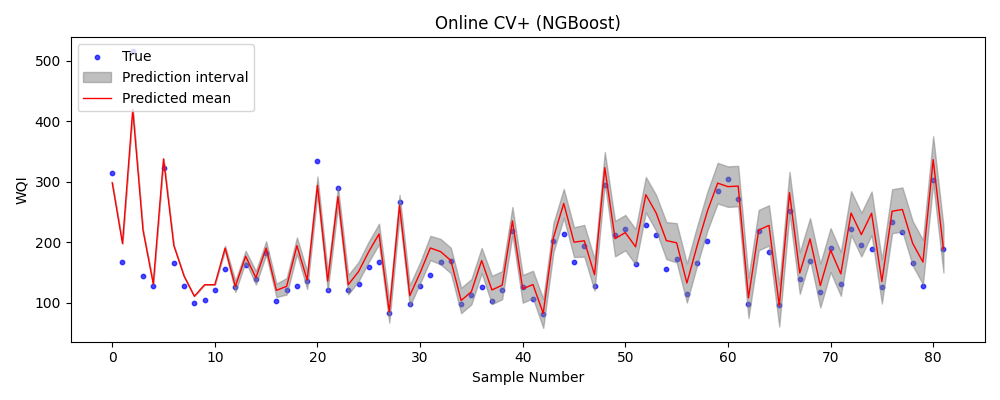 Online CV+ (NGBoost)
True
Prediction interval
Predicted mean
WQI
500
400
300
200
100
0 10 20 30 40 50 60 70 80
Sample Number